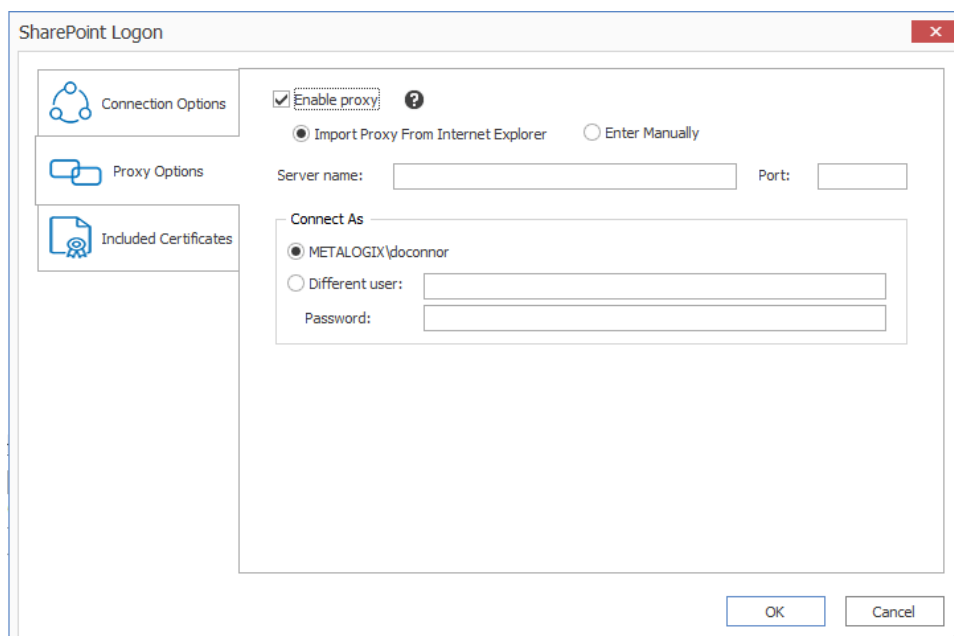 SharePoint Logon
Connection Options
Proxy Options
Included Certificates
Enable proxy ?
Import Proxy From Internet Explorer Enter Manually
Server name: Port:
Connect As
METALOGIX\doconnor
Different user:
Password:
OK Cancel